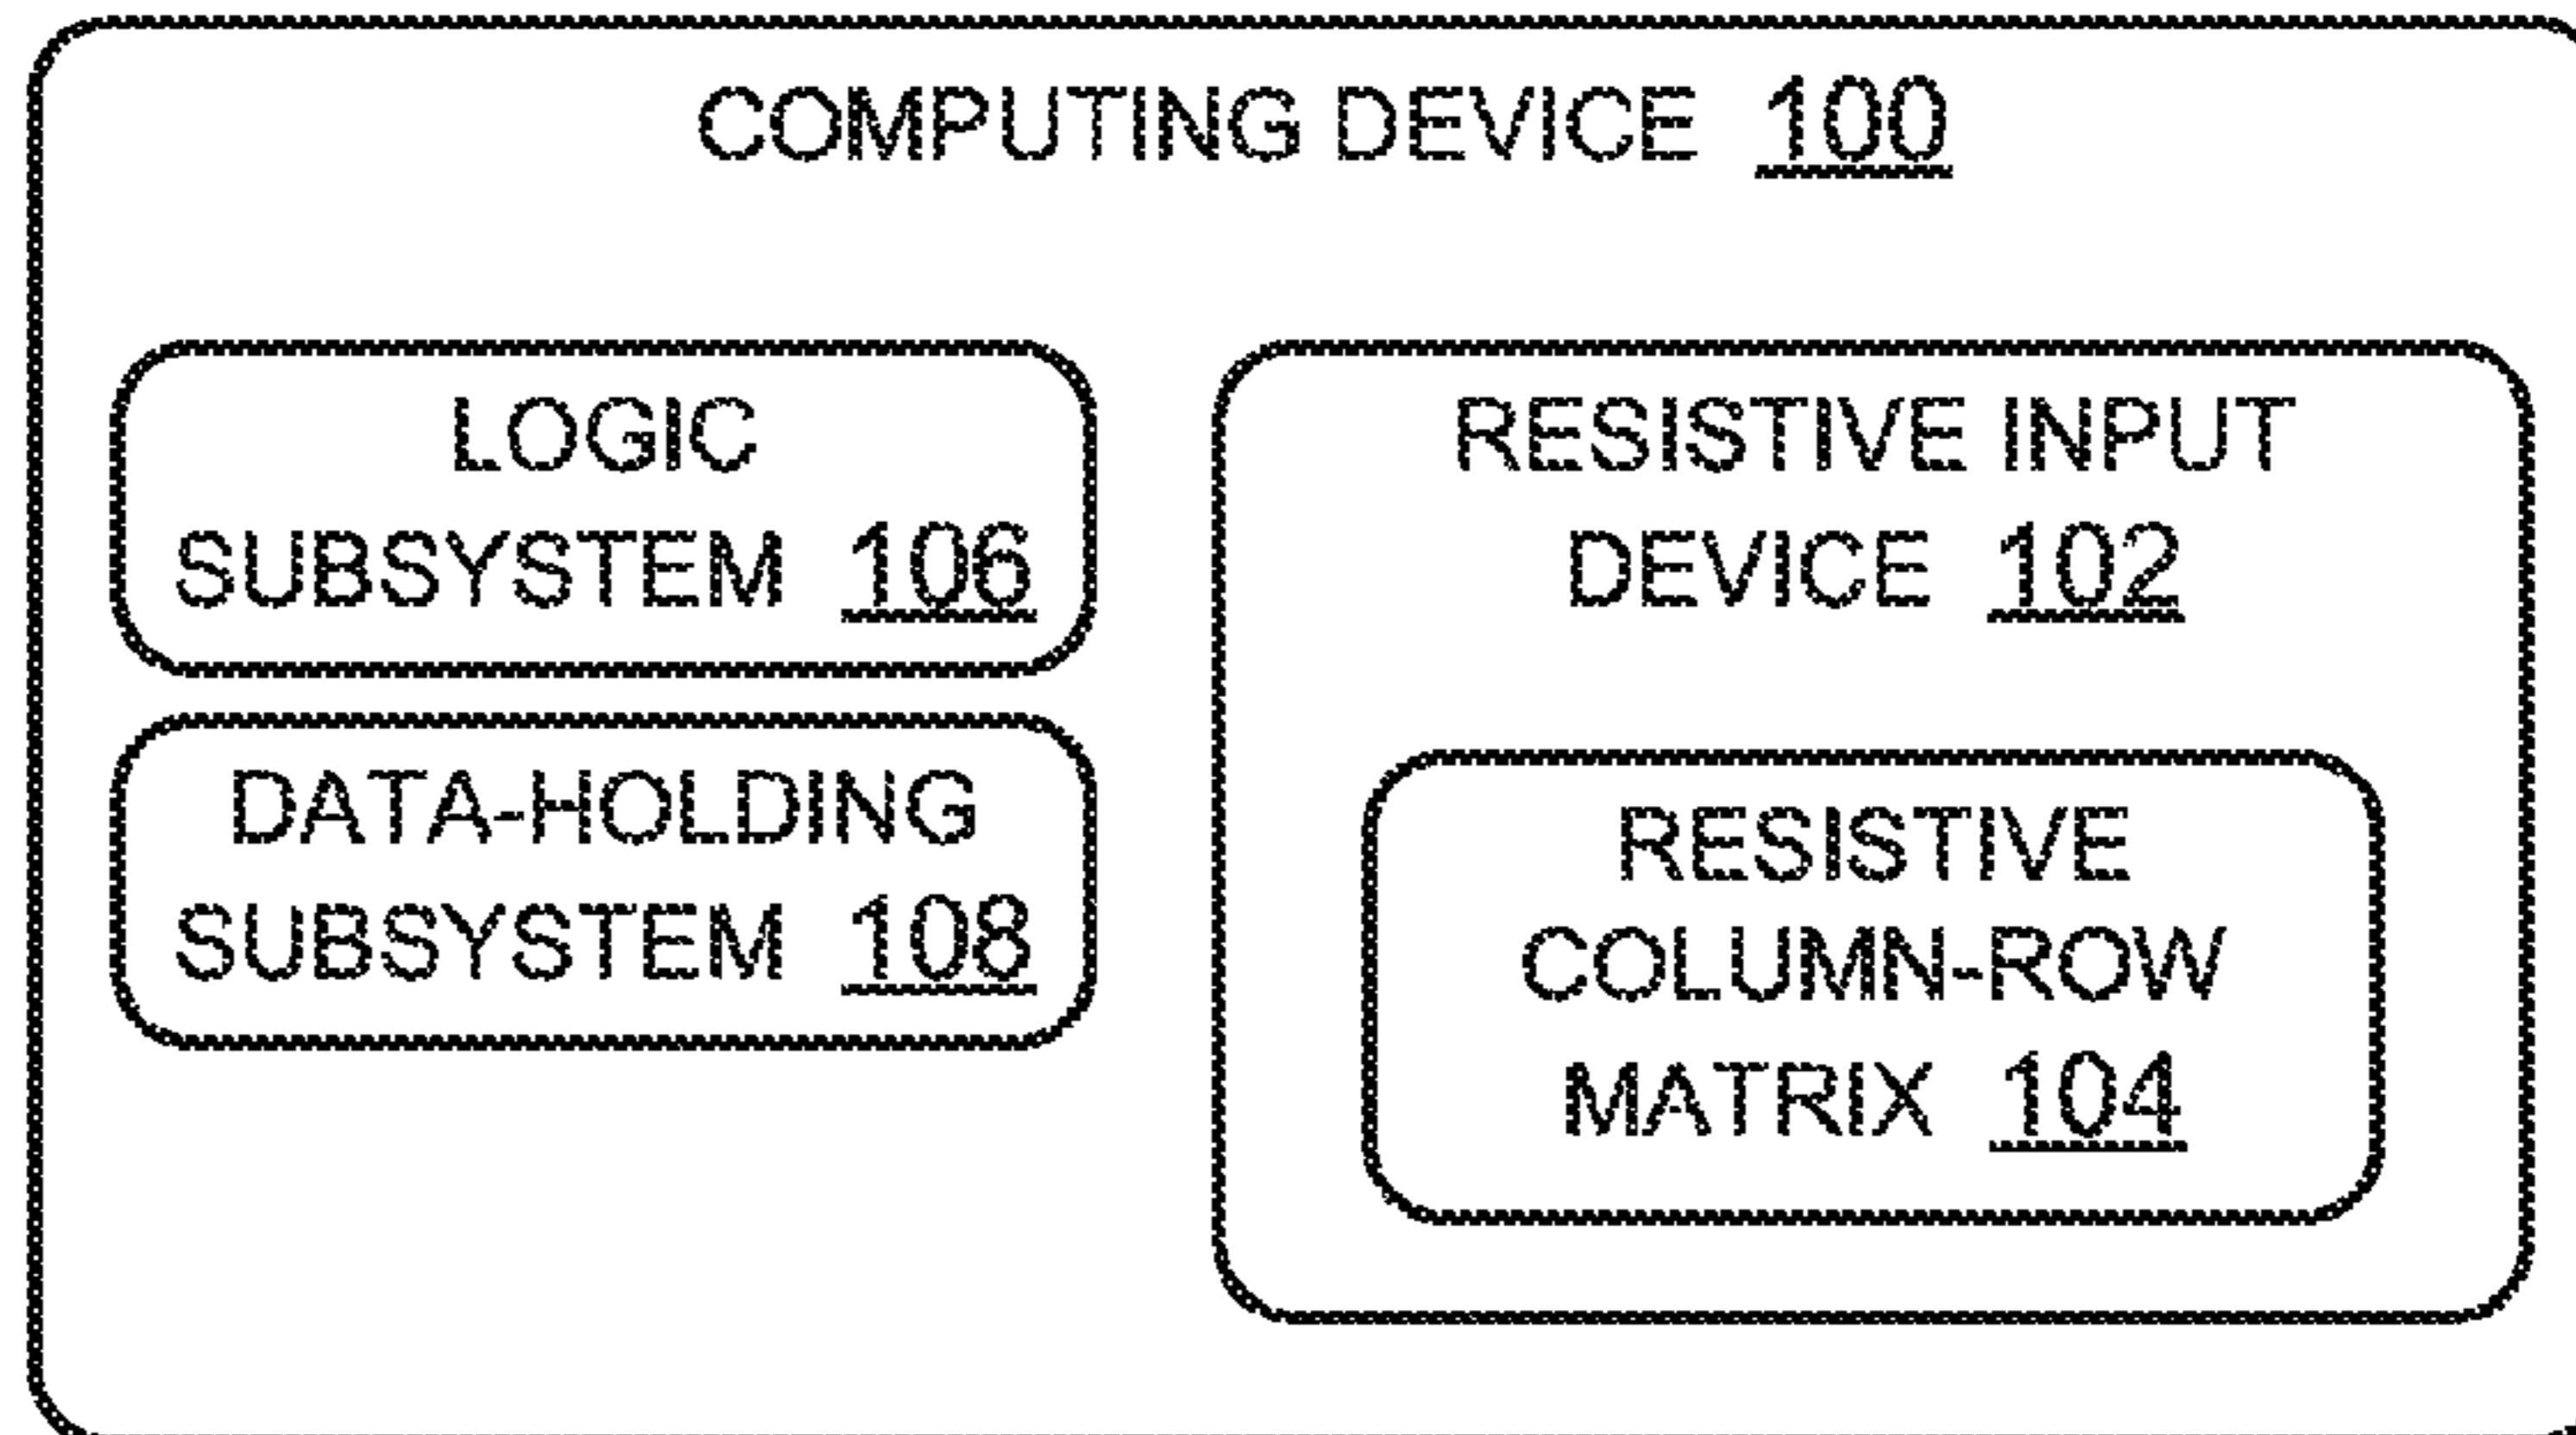 COMPUTING DEVICE 100
LOGIC
SUBSYSTEM 106
DATA-HOLDING
SUBSYSTEM 108
RESISTIVE INPUT
DEVICE 102
RESISTIVE
COLUMN-ROW
MATRIX 104